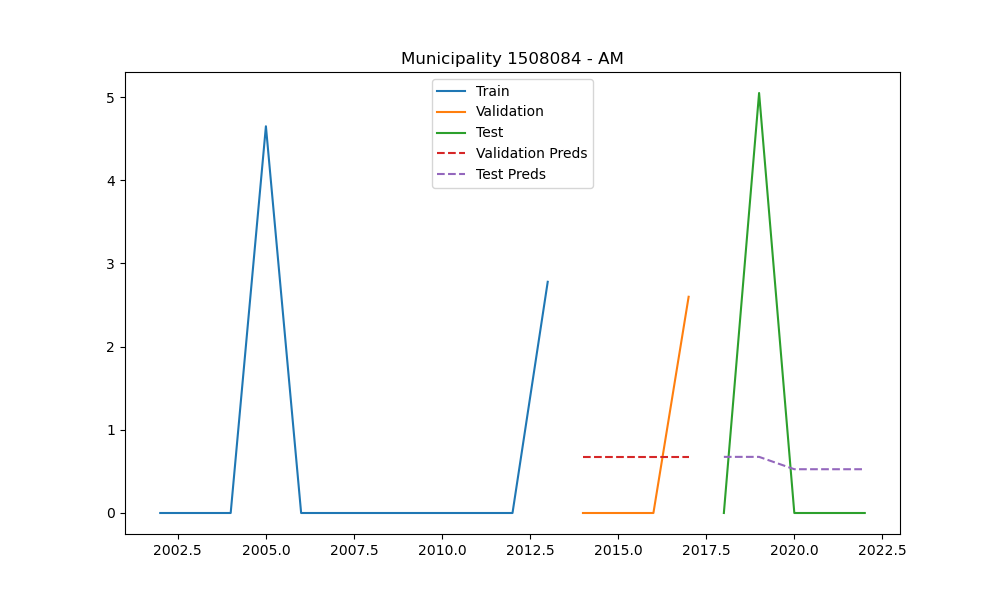 Municipality 1508084 - AM
Train
Validation
Test
Validation Preds
Test Preds
5
4
3
2
1
0
2002.5 2005.0 2007.5 2010.0 2012.5 2015.0 2017.5 2020.0 2022.5